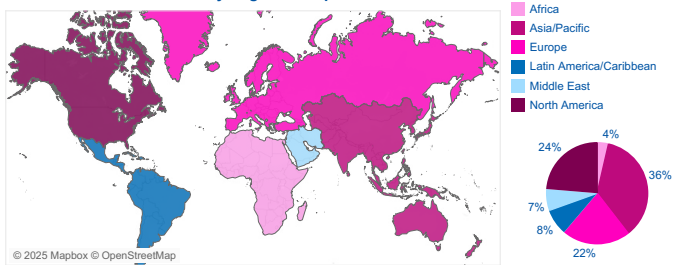 Africa
Asia/Pacific
Europe
Latin America/Caribbean
Middle East
North America
4%
24%
36%
7%
8%
22%
© 2025 Mapbox © OpenStreetMap